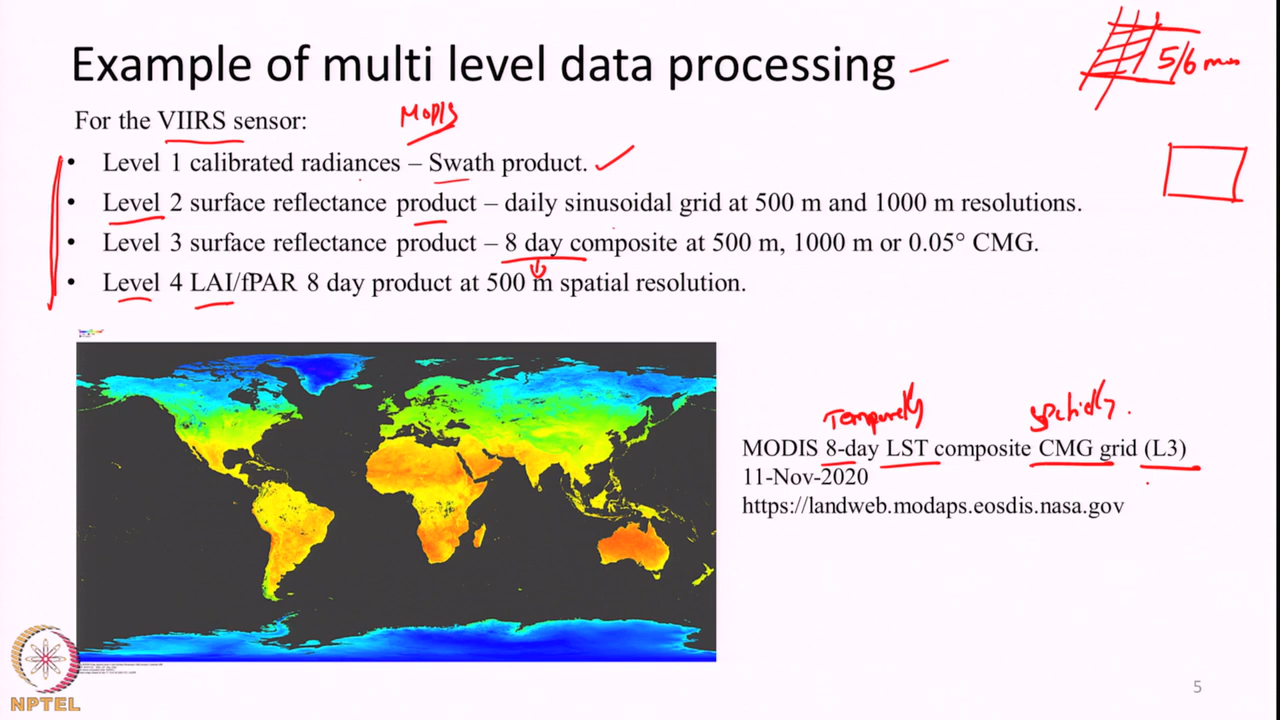 Example of multi level data processing
5/6 mns
For the VIIRS sensor:
MODIS
• Level 1 calibrated radiances – Swath product.
• Level 2 surface reflectance product – daily sinusoidal grid at 500 m and 1000 m resolutions.
• Level 3 surface reflectance product – 8 day composite at 500 m, 1000 m or 0.05° CMG.
• Level 4 LAI/fPAR 8 day product at 500 m spatial resolution.
Temporally spatially.
MODIS 8-day LST composite CMG grid (L3)
11-Nov-2020
https://landweb.modaps.eosdis.nasa.gov
NPTEL
5